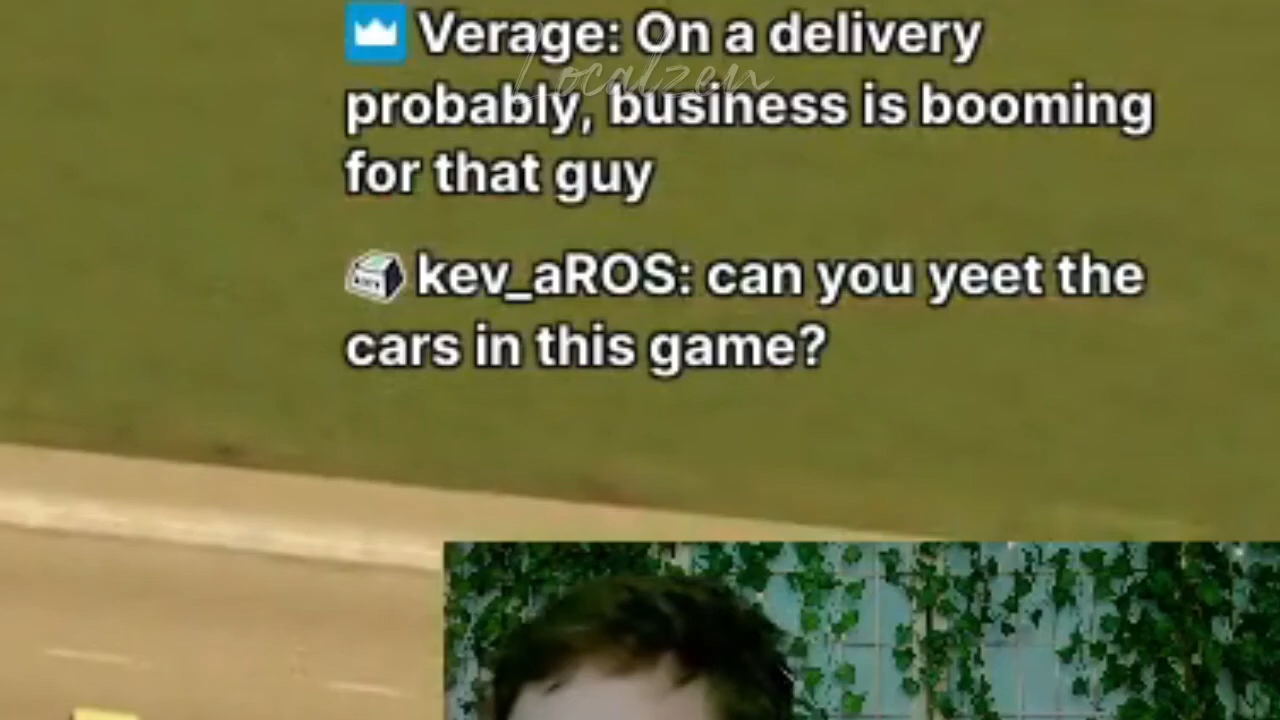 Verage: On a delivery
Localzen
probably, business is booming
for that guy
kev_aROS: can you yeet the
cars in this game?